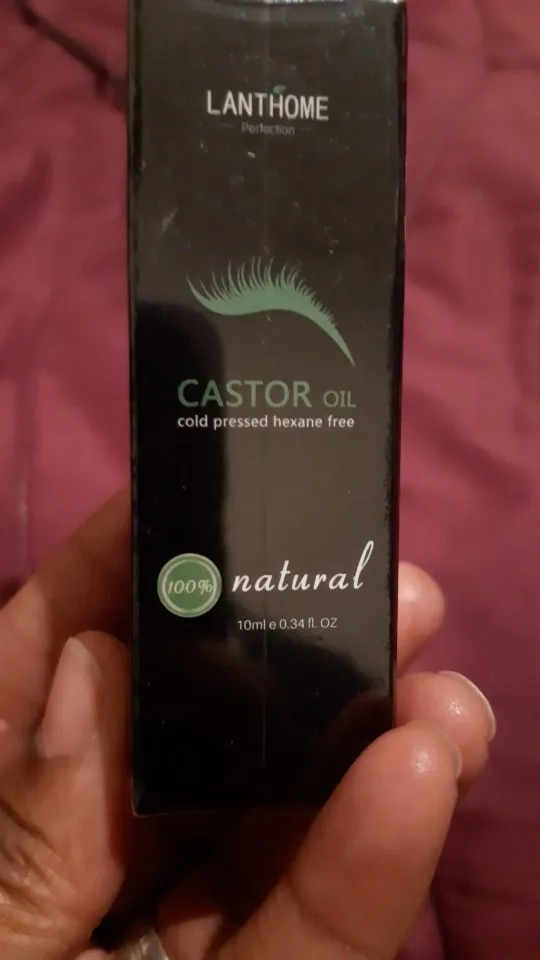 LANTHOME
Perfection
CASTOR OIL
cold pressed hexane free
100% natural
10ml e 0.34 fl. OZ